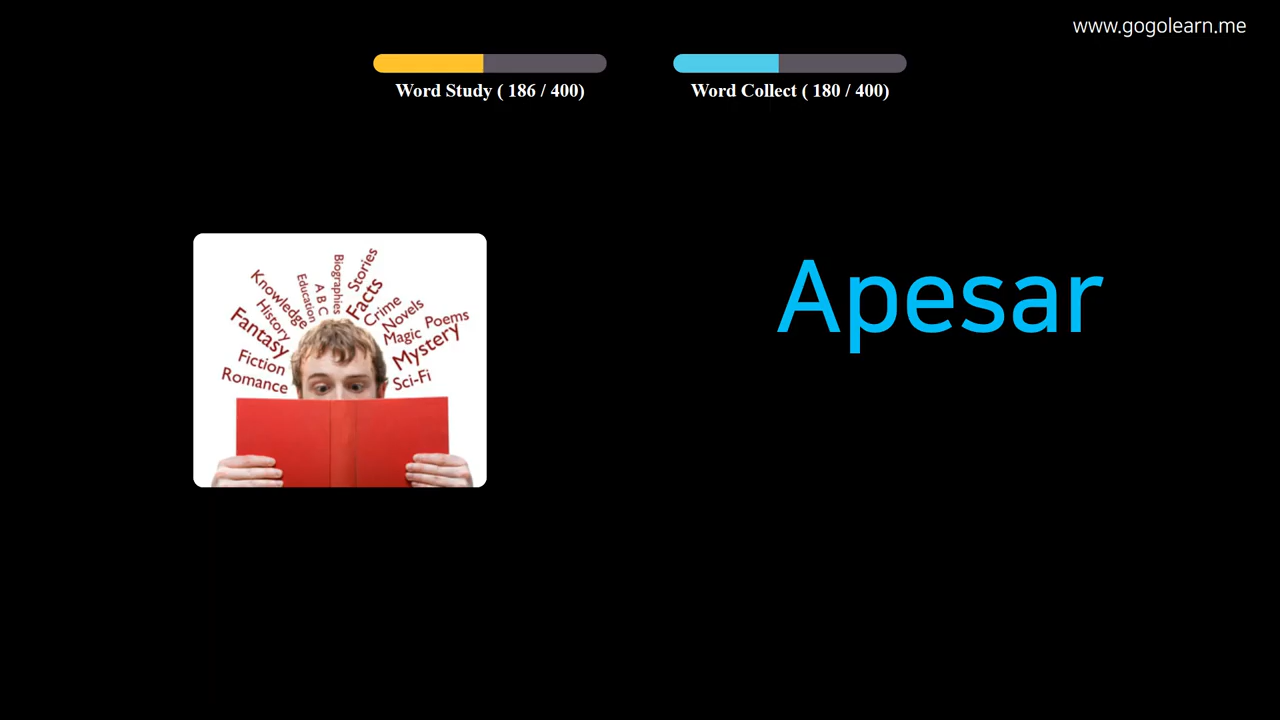 www.gogolearn.me
Word Study ( 186 / 400)
Word Collect ( 180 / 400)
Apesar
Knowledge
History
Fantasy
Fiction
Romance
Education
A B C
Biographies
Stories
Facts
Crime
Novels
Magic
Poems
Mystery
Sci-Fi